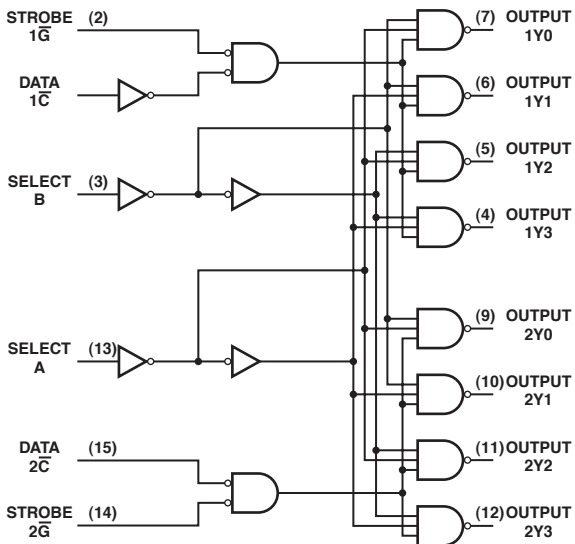 STROBE (2)
1G̅
DATA
1C̅
SELECT (3)
B
SELECT (13)
A
DATA (15)
2C̅
STROBE (14)
2G̅
(7) OUTPUT
1Y0
(6) OUTPUT
1Y1
(5) OUTPUT
1Y2
(4) OUTPUT
1Y3
(9) OUTPUT
2Y0
(10) OUTPUT
2Y1
(11) OUTPUT
2Y2
(12) OUTPUT
2Y3